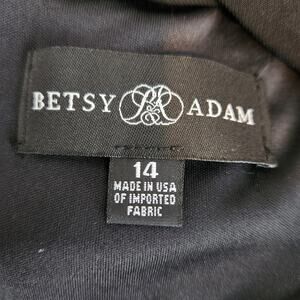 BETSY ADAM
14
MADE IN USA
OF IMPORTED
FABRIC